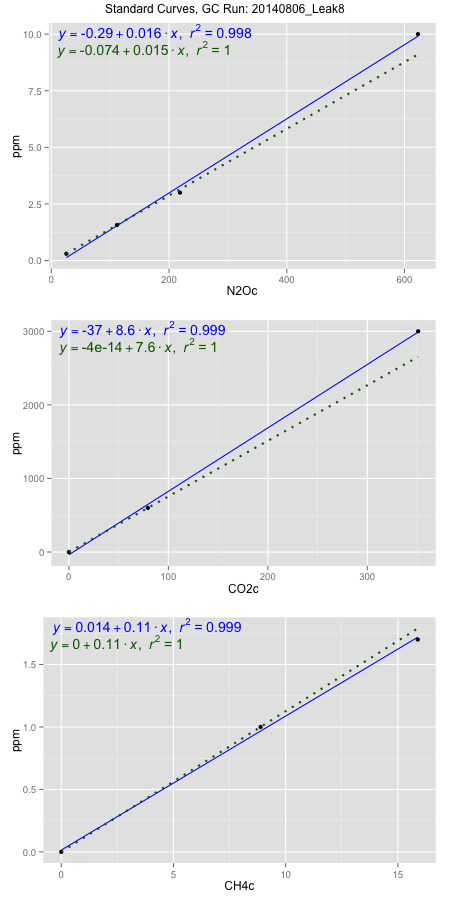 Standard Curves, GC Run: 20140806_Leak8
y = -0.29 + 0.016 · x, r² = 0.998
y = -0.074 + 0.015 · x, r² = 1
10.0
7.5
5.0
2.5
0.0
ppm
0 200 400 600
N2Oc
y = -37 + 8.6 · x, r² = 0.999
y = -4e-14 + 7.6 · x, r² = 1
3000
2000
1000
0
ppm
0 100 200 300
CO2c
y = 0.014 + 0.11 · x, r² = 0.999
y = 0 + 0.11 · x, r² = 1
1.5
1.0
0.5
0.0
ppm
0 5 10 15
CH4c